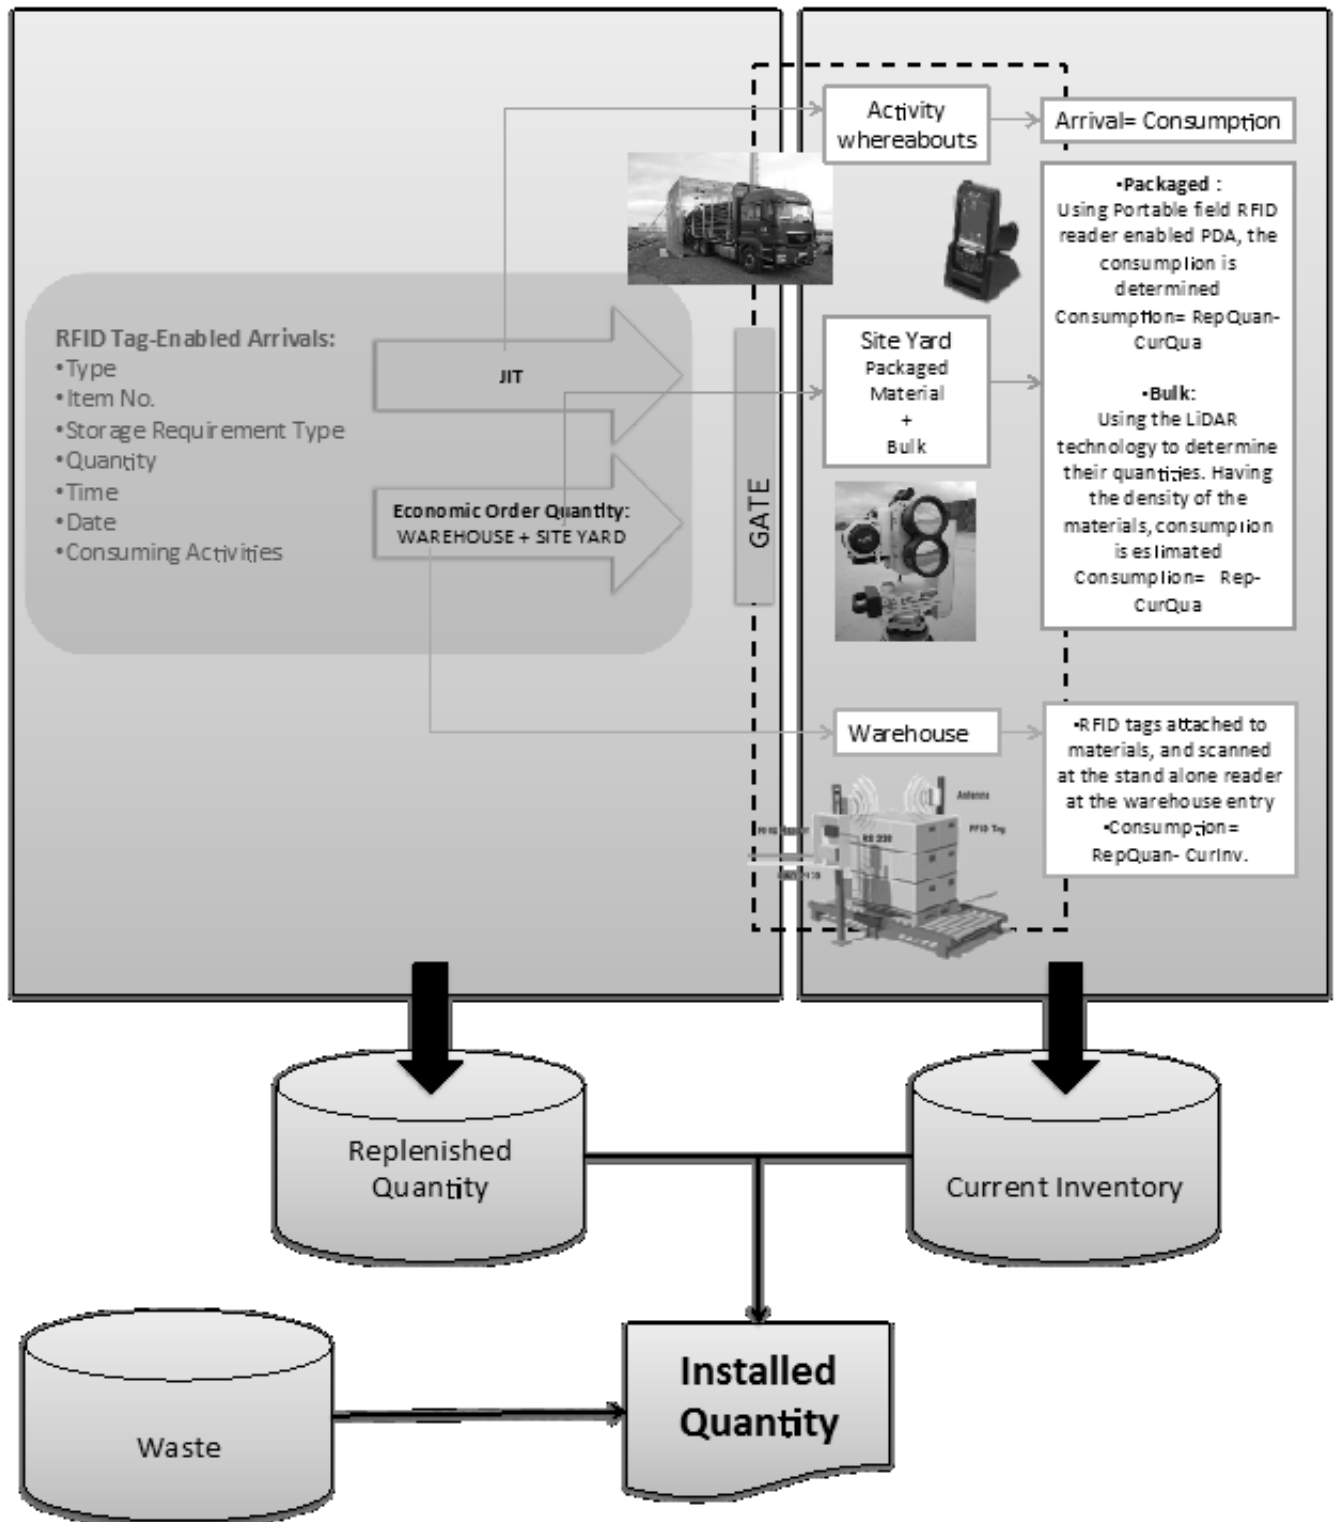 Activity
whereabouts
Arrival= Consumption
RFID Tag-Enabled Arrivals:
•Type
•Item No.
•Storage Requirement Type
•Quantity
•Time
•Date
•Consuming Activities
JIT
Economic Order Quantity:
WAREHOUSE + SITE YARD
GATE
Site Yard
Packaged
Material
+
Bulk
•Packaged :
Using Portable field RFID
reader enabled PDA, the
consumption is
determined
Consumption= RepQuan-
CurQua
•Bulk:
Using the LiDAR
technology to determine
their quantities. Having
the density of the
materials, consumption
is estimated
Consumption= Rep-
CurQua
Warehouse
•RFID tags attached to
materials, and scanned
at the stand alone reader
at the warehouse entry
•Consumption=
RepQuan- CurInv.
Antenna
RFID Tag
RS 232
Replenished
Quantity
Current Inventory
Waste
Installed
Quantity